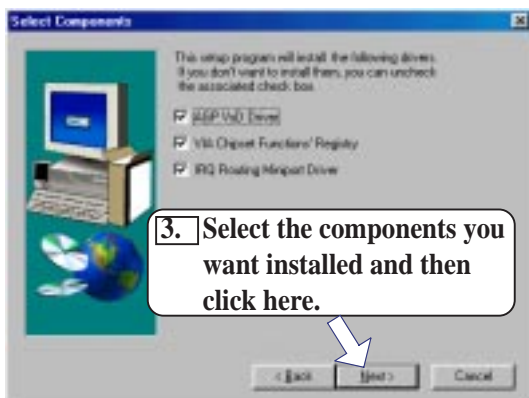 Select Components
This setup program will install the following drivers.
If you don't want to install them, you can uncheck
the associated check box.
AGP VxD Driver
VIA Chipset Functions' Registry
IRQ Routing Miniport Driver
3. Select the components you
want installed and then
click here.
< Back
Next >
Cancel